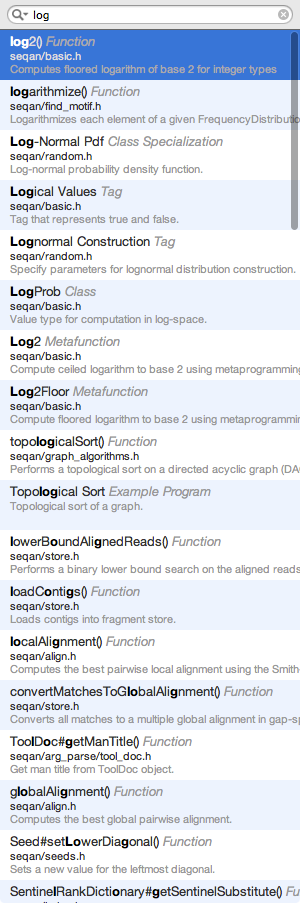 log
log2() Function
seqan/basic.h
Computes floored logarithm of base 2 for integer types
logarithmize() Function
seqan/find_motif.h
Logarithmizes each element of a given FrequencyDistributio
Log-Normal Pdf Class Specialization
seqan/random.h
Log-normal probability density function.
Logical Values Tag
seqan/basic.h
Tag that represents true and false.
Lognormal Construction Tag
seqan/random.h
Specify parameters for lognormal distribution construction.
LogProb Class
seqan/basic.h
Value type for computation in log-space.
Log2 Metafunction
seqan/basic.h
Compute ceiled logarithm to base 2 using metaprogramming
Log2Floor Metafunction
seqan/basic.h
Compute floored logarithm to base 2 using metaprogrammin
topologicalSort() Function
seqan/graph_algorithms.h
Performs a topological sort on a directed acyclic graph (DA
Topological Sort Example Program
Topological sort of a graph.
lowerBoundAlignedReads() Function
seqan/store.h
Performs a binary lower bound search on the aligned reads
loadContigs() Function
seqan/store.h
Loads contigs into fragment store.
localAlignment() Function
seqan/align.h
Computes the best pairwise local alignment using the Smith-
convertMatchesToGlobalAlignment() Function
seqan/store.h
Converts all matches to a multiple global alignment in gap-s
ToolDoc#getManTitle() Function
seqan/arg_parse/tool_doc.h
Get man title from ToolDoc object.
globalAlignment() Function
seqan/align.h
Computes the best global pairwise alignment.
Seed#setLowerDiagonal() Function
seqan/seeds.h
Sets a new value for the leftmost diagonal.
SentinelRankDictionary#getSentinelSubstitute() Fun